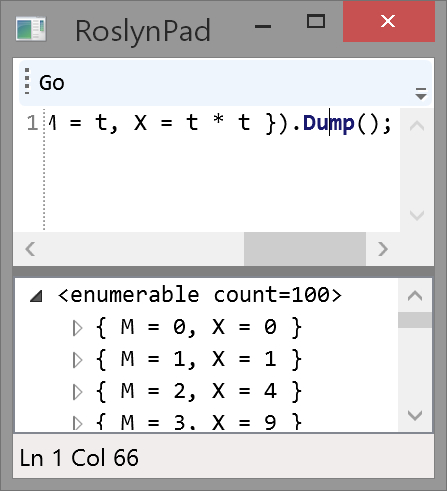 RoslynPad
Go
1 M = t, X = t * t }).Dump();
<enumerable count=100>
{ M = 0, X = 0 }
{ M = 1, X = 1 }
{ M = 2, X = 4 }
{ M = 3, X = 9 }
Ln 1 Col 66